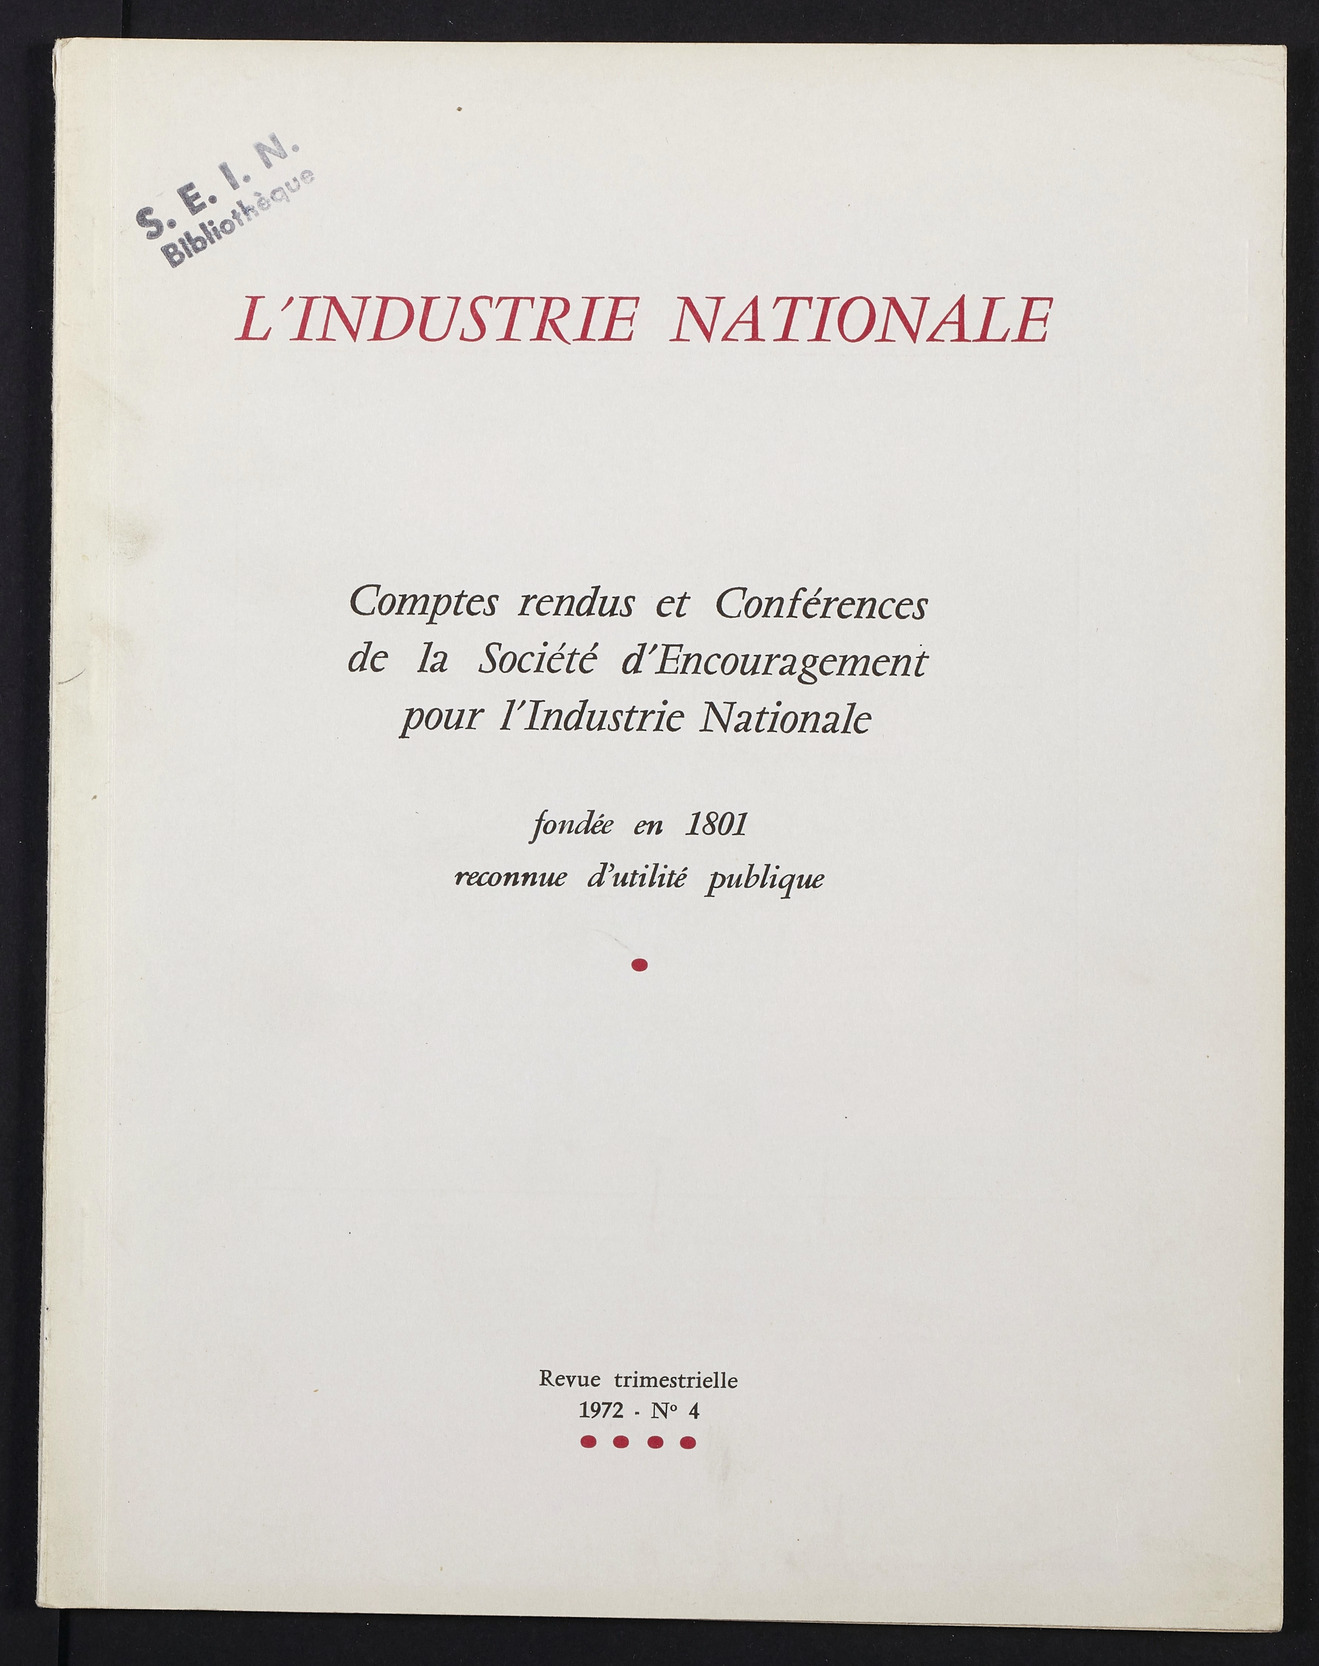 S. E. I. N.
Bibliothèque
L'INDUSTRIE NATIONALE
Comptes rendus et Conférences
de la Société d'Encouragement
pour l'Industrie Nationale
fondée en 1801
reconnue d'utilité publique
Revue trimestrielle
1972 - Nº 4